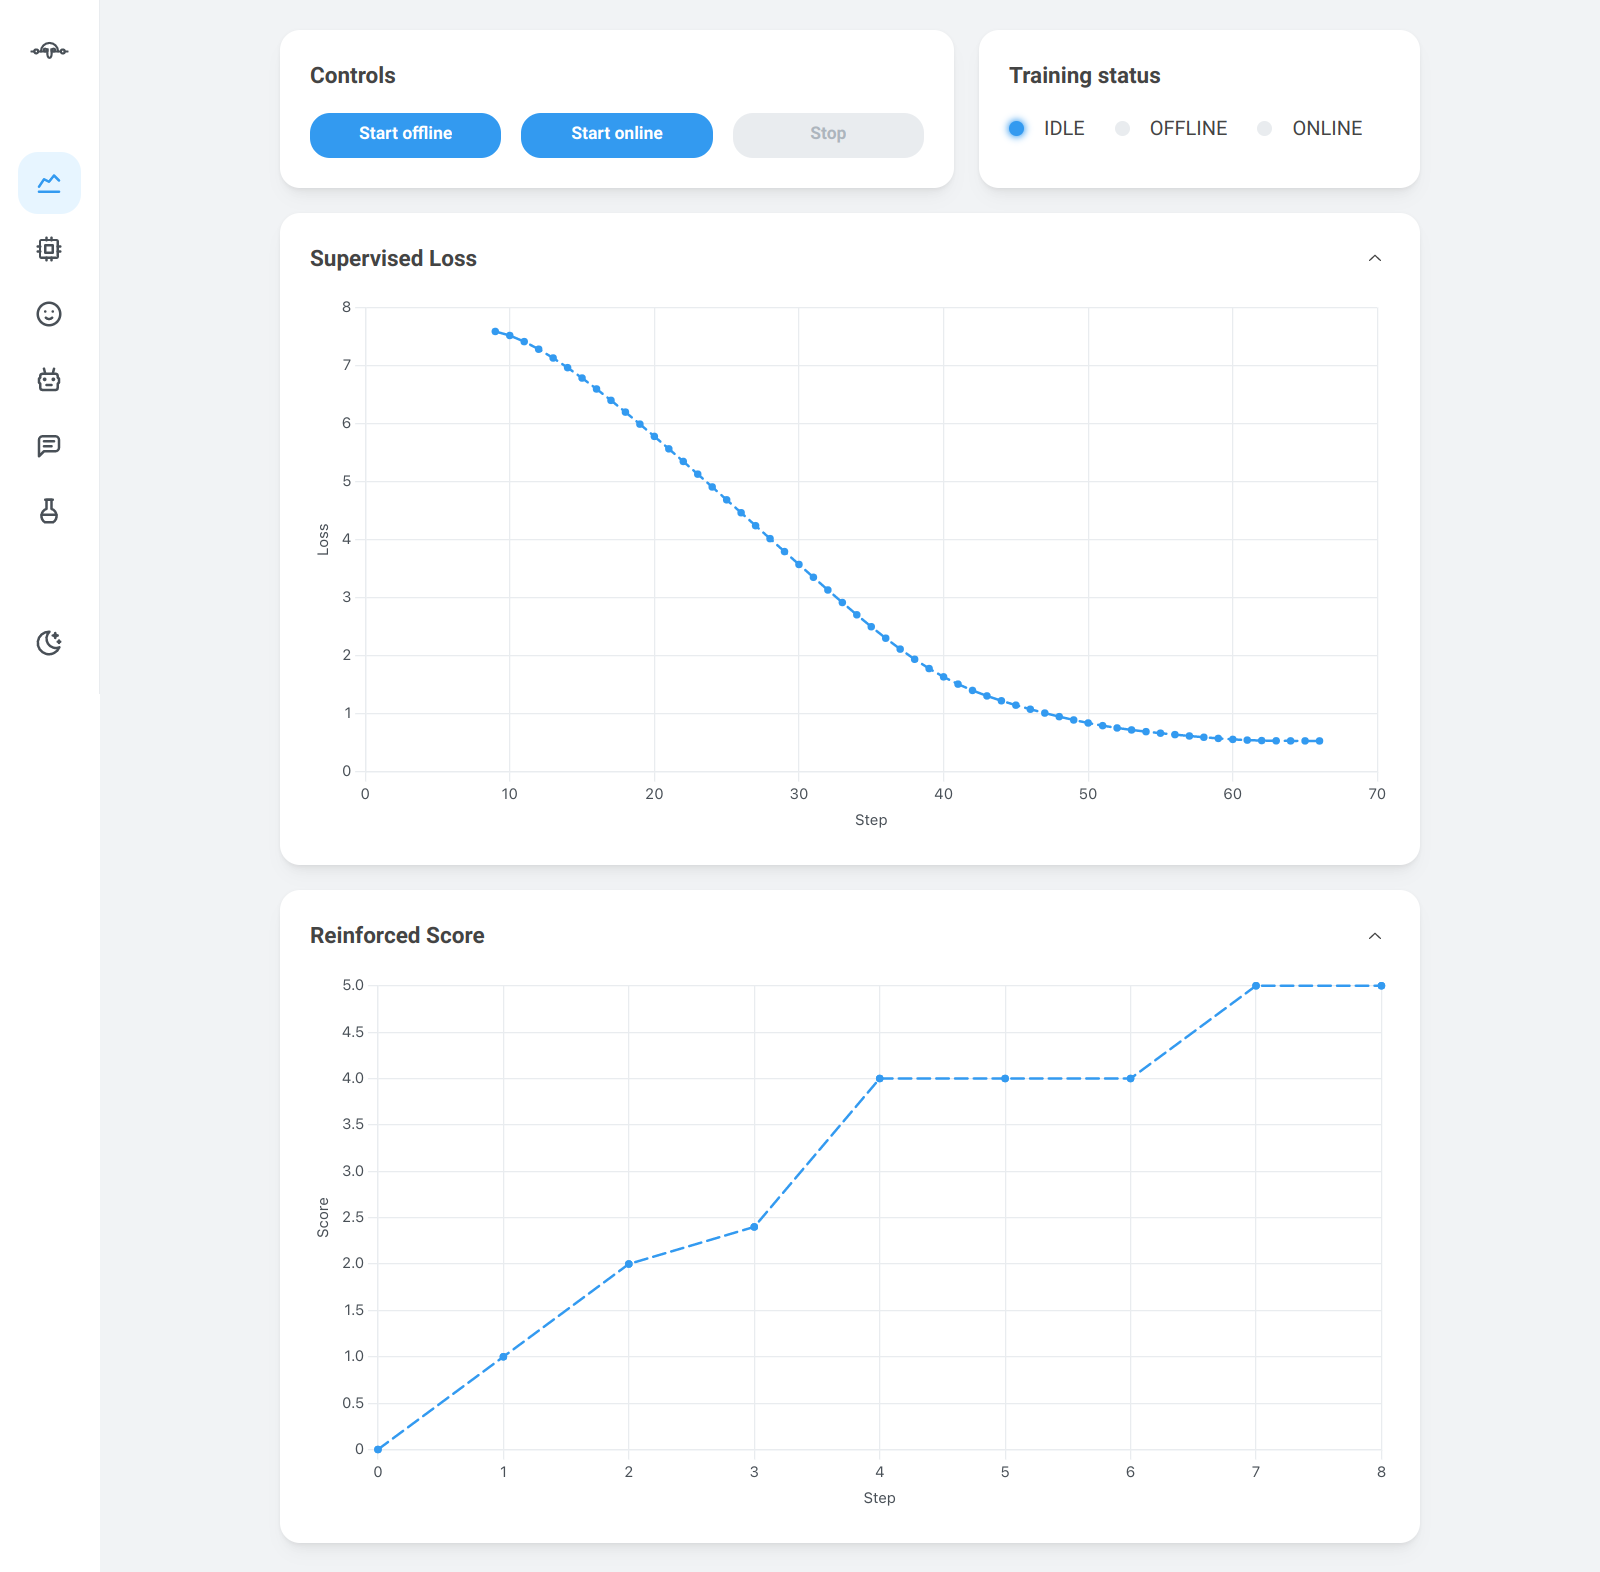 Controls
Start offline
Start online
Stop
Training status
IDLE
OFFLINE
ONLINE
Supervised Loss
8
7
6
5
4
3
2
1
0
Loss
0 10 20 30 40 50 60 70
Step
Reinforced Score
5.0
4.5
4.0
3.5
3.0
2.5
2.0
1.5
1.0
0.5
0
Score
0 1 2 3 4 5 6 7 8
Step